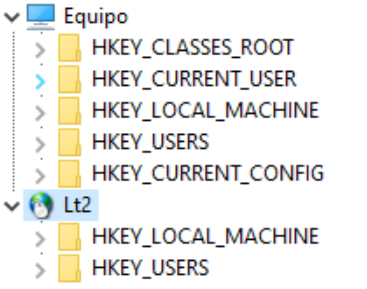 Equipo
HKEY_CLASSES_ROOT
HKEY_CURRENT_USER
HKEY_LOCAL_MACHINE
HKEY_USERS
HKEY_CURRENT_CONFIG
Lt2
HKEY_LOCAL_MACHINE
HKEY_USERS